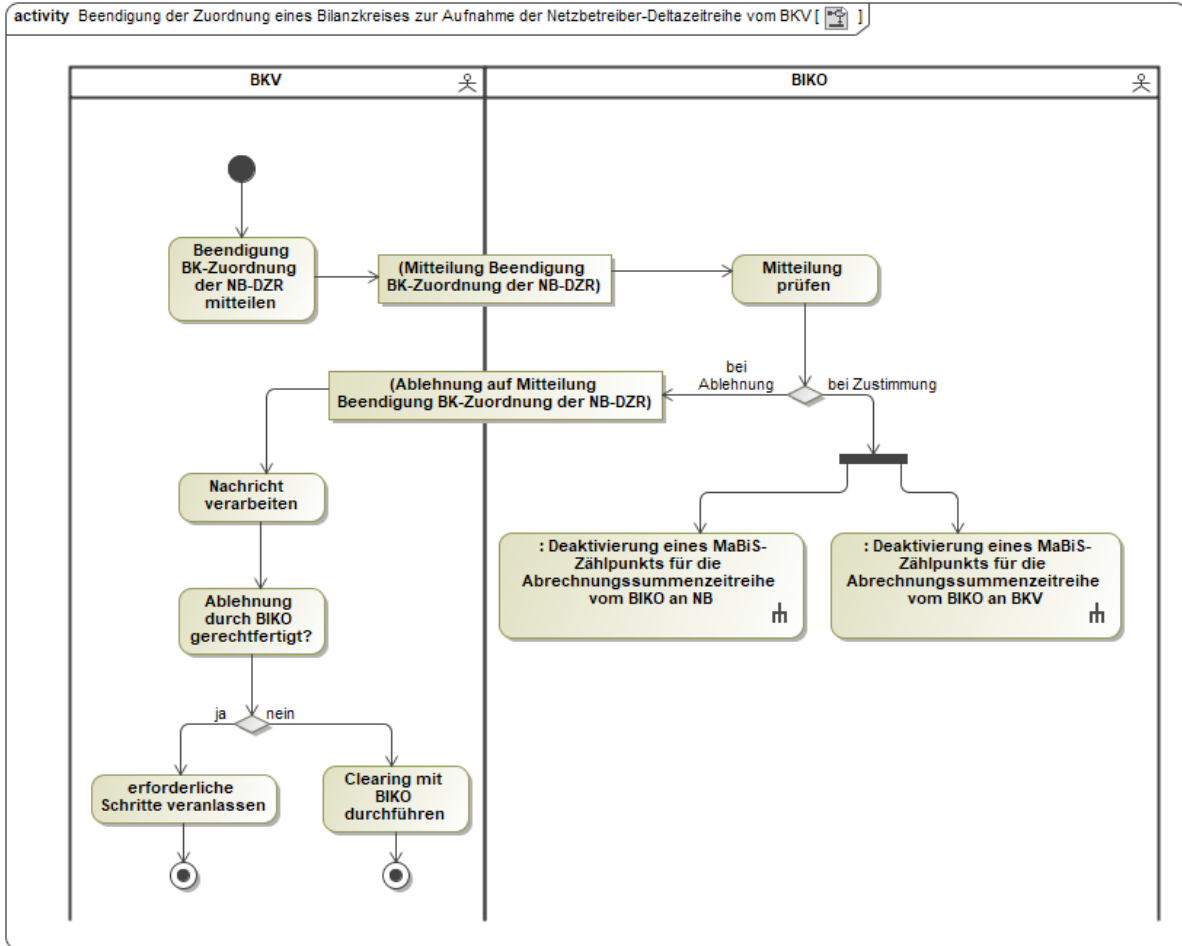 activity Beendigung der Zuordnung eines Bilanzkreises zur Aufnahme der Netzbetreiber-Deltazeitreihe vom BKV [ ]
BKV
BIKO
Beendigung
BK-Zuordnung
der NB-DZR
mitteilen
(Mitteilung Beendigung
BK-Zuordnung der NB-DZR)
Mitteilung
prüfen
bei
Ablehnung
bei Zustimmung
(Ablehnung auf Mitteilung
Beendigung BK-Zuordnung der NB-DZR)
Nachricht
verarbeiten
: Deaktivierung eines MaBiS-
Zählpunkts für die
Abrechnungssummenzeitreihe
vom BIKO an NB
: Deaktivierung eines MaBiS-
Zählpunkts für die
Abrechnungssummenzeitreihe
vom BIKO an BKV
Ablehnung
durch BIKO
gerechtfertigt?
ja
nein
erforderliche
Schritte veranlassen
Clearing mit
BIKO
durchführen